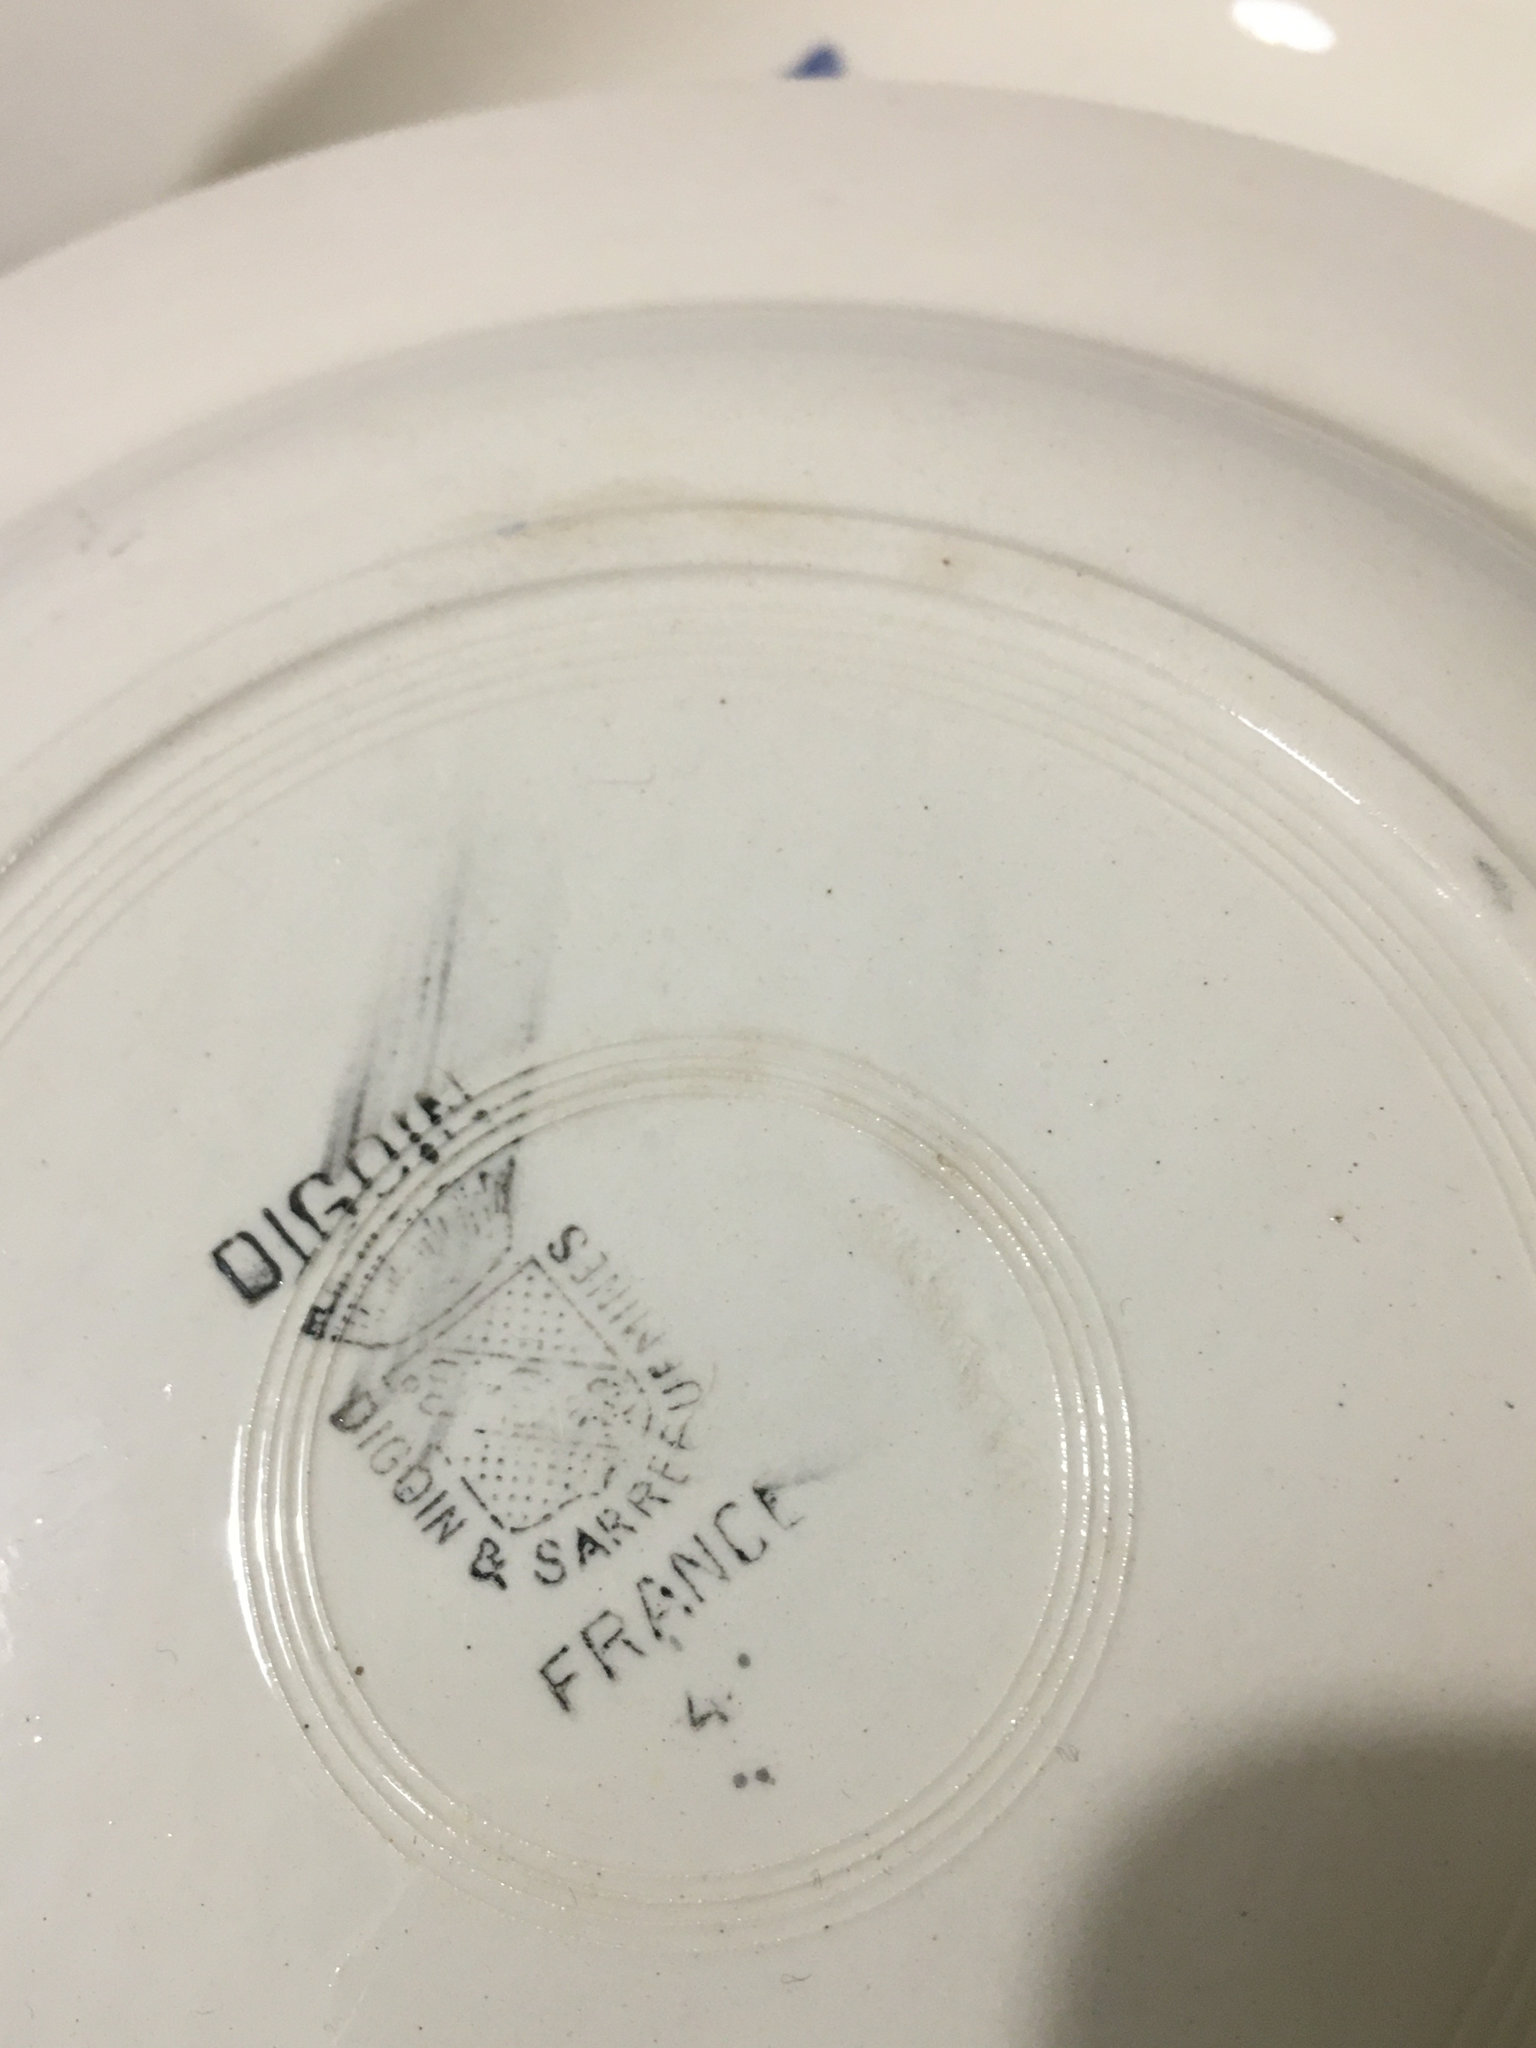 DIGOIN
DIGOIN & SARREGUEMINES
FRANCE
4